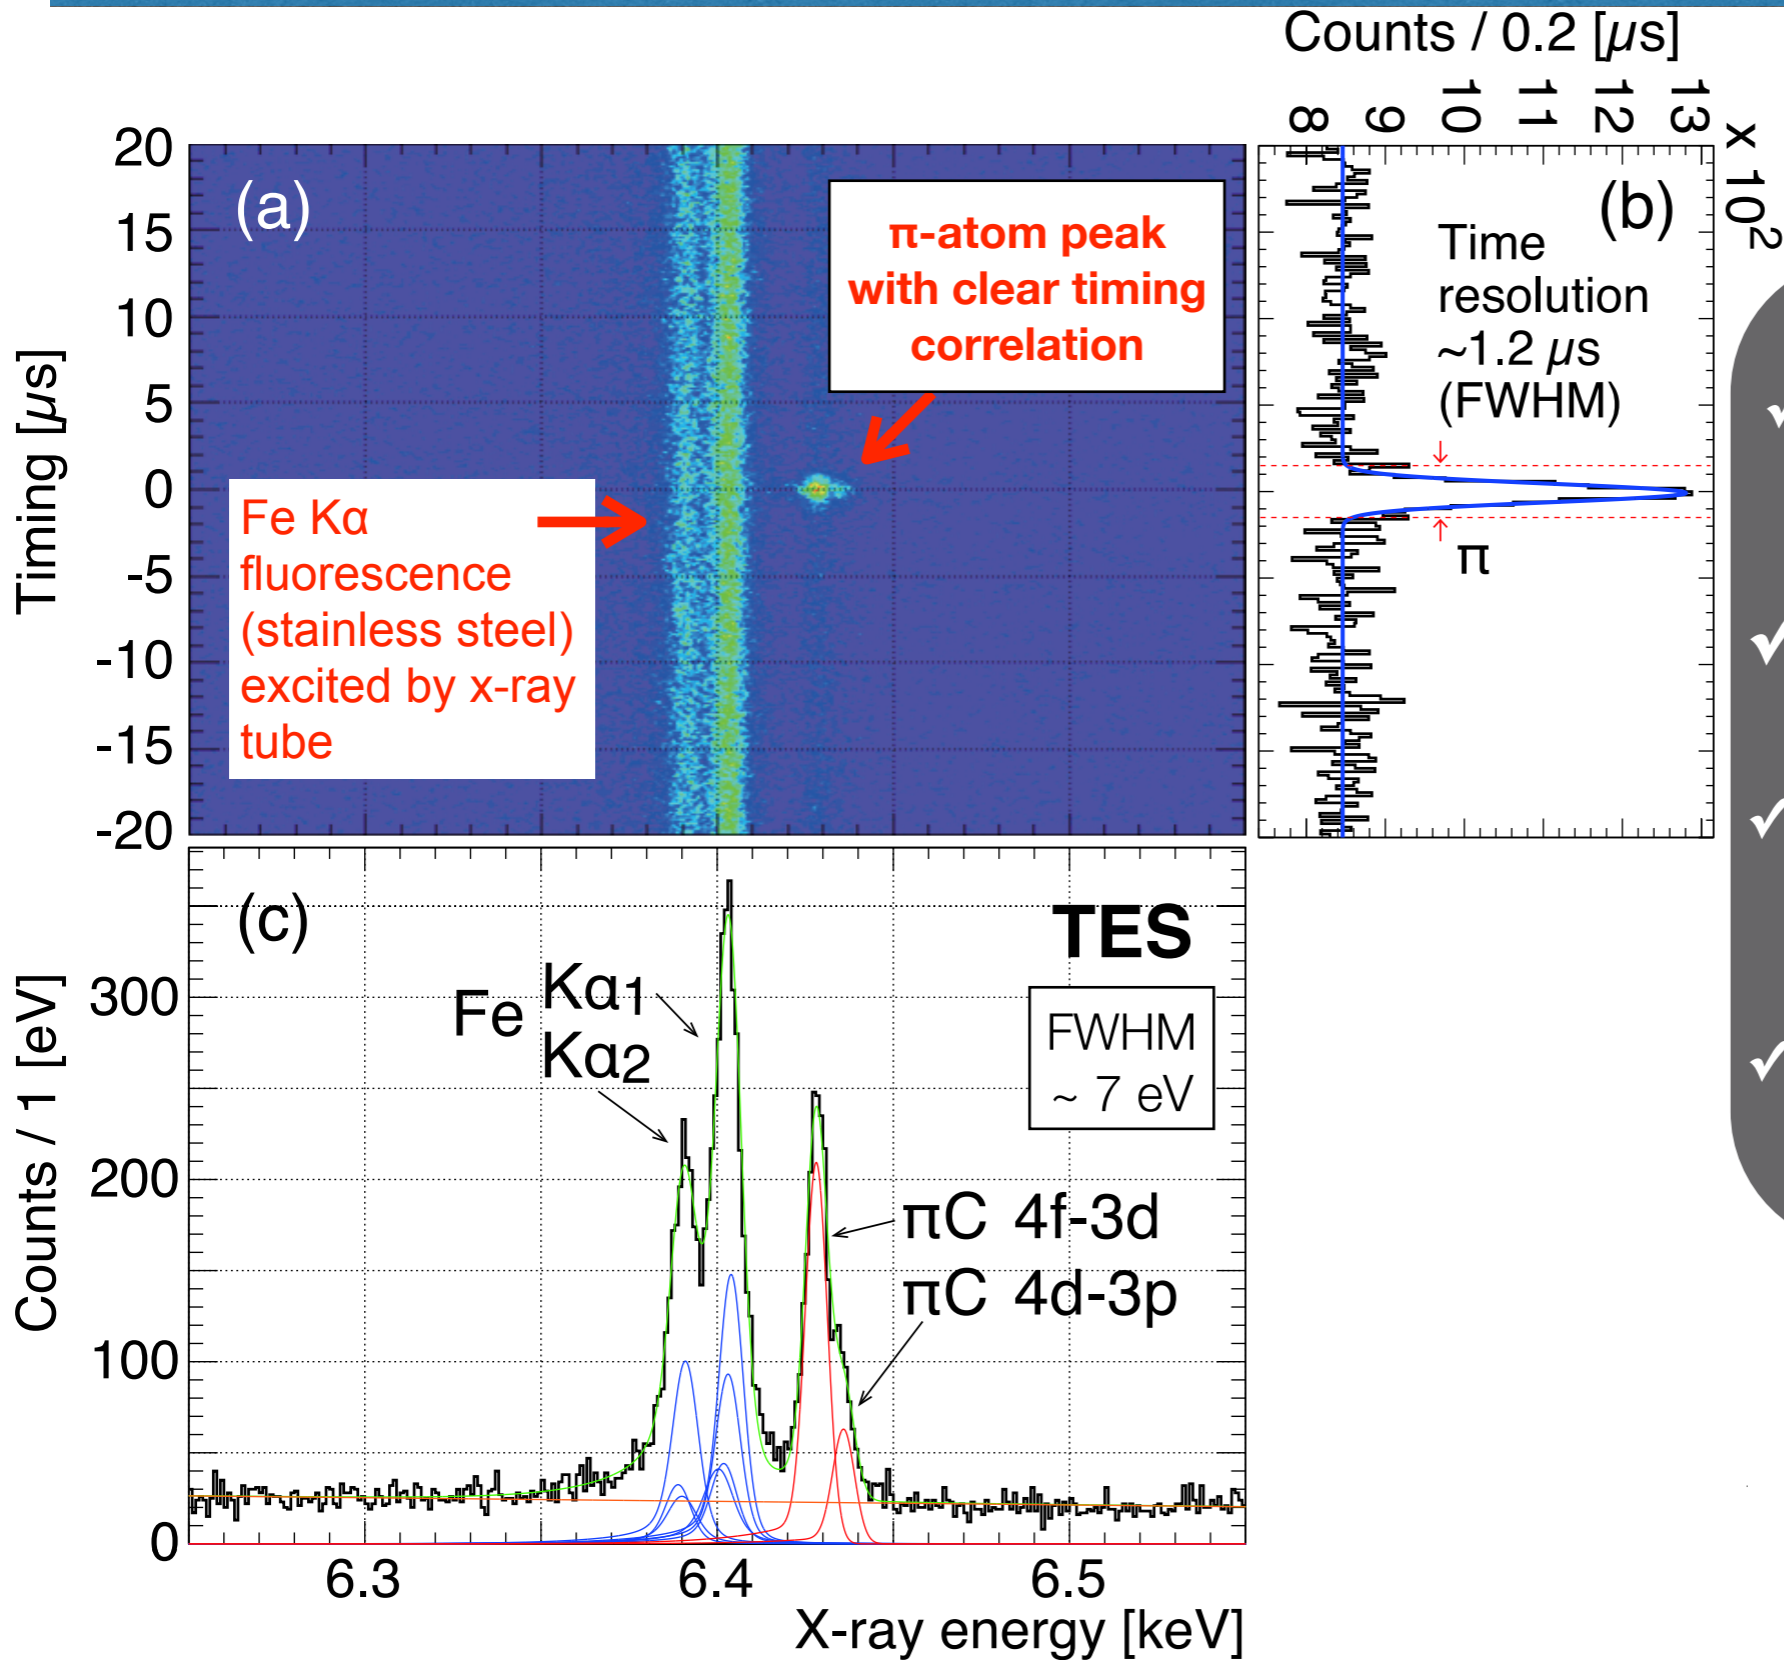 Counts / 0.2 [µs]
8 9 10 11 12 13
x 10²
20
15
10
5
0
-5
-10
-15
-20
Timing [µs]
(a)
π-atom peak
with clear timing
correlation
Fe Kα
fluorescence
(stainless steel)
excited by x-ray
tube
(b)
Time
resolution
~1.2 µs
(FWHM)
π
(c)
TES
FWHM
~ 7 eV
Fe Kα1
Kα2
πC 4f-3d
πC 4d-3p
300
200
100
0
Counts / 1 [eV]
6.3 6.4 6.5
X-ray energy [keV]